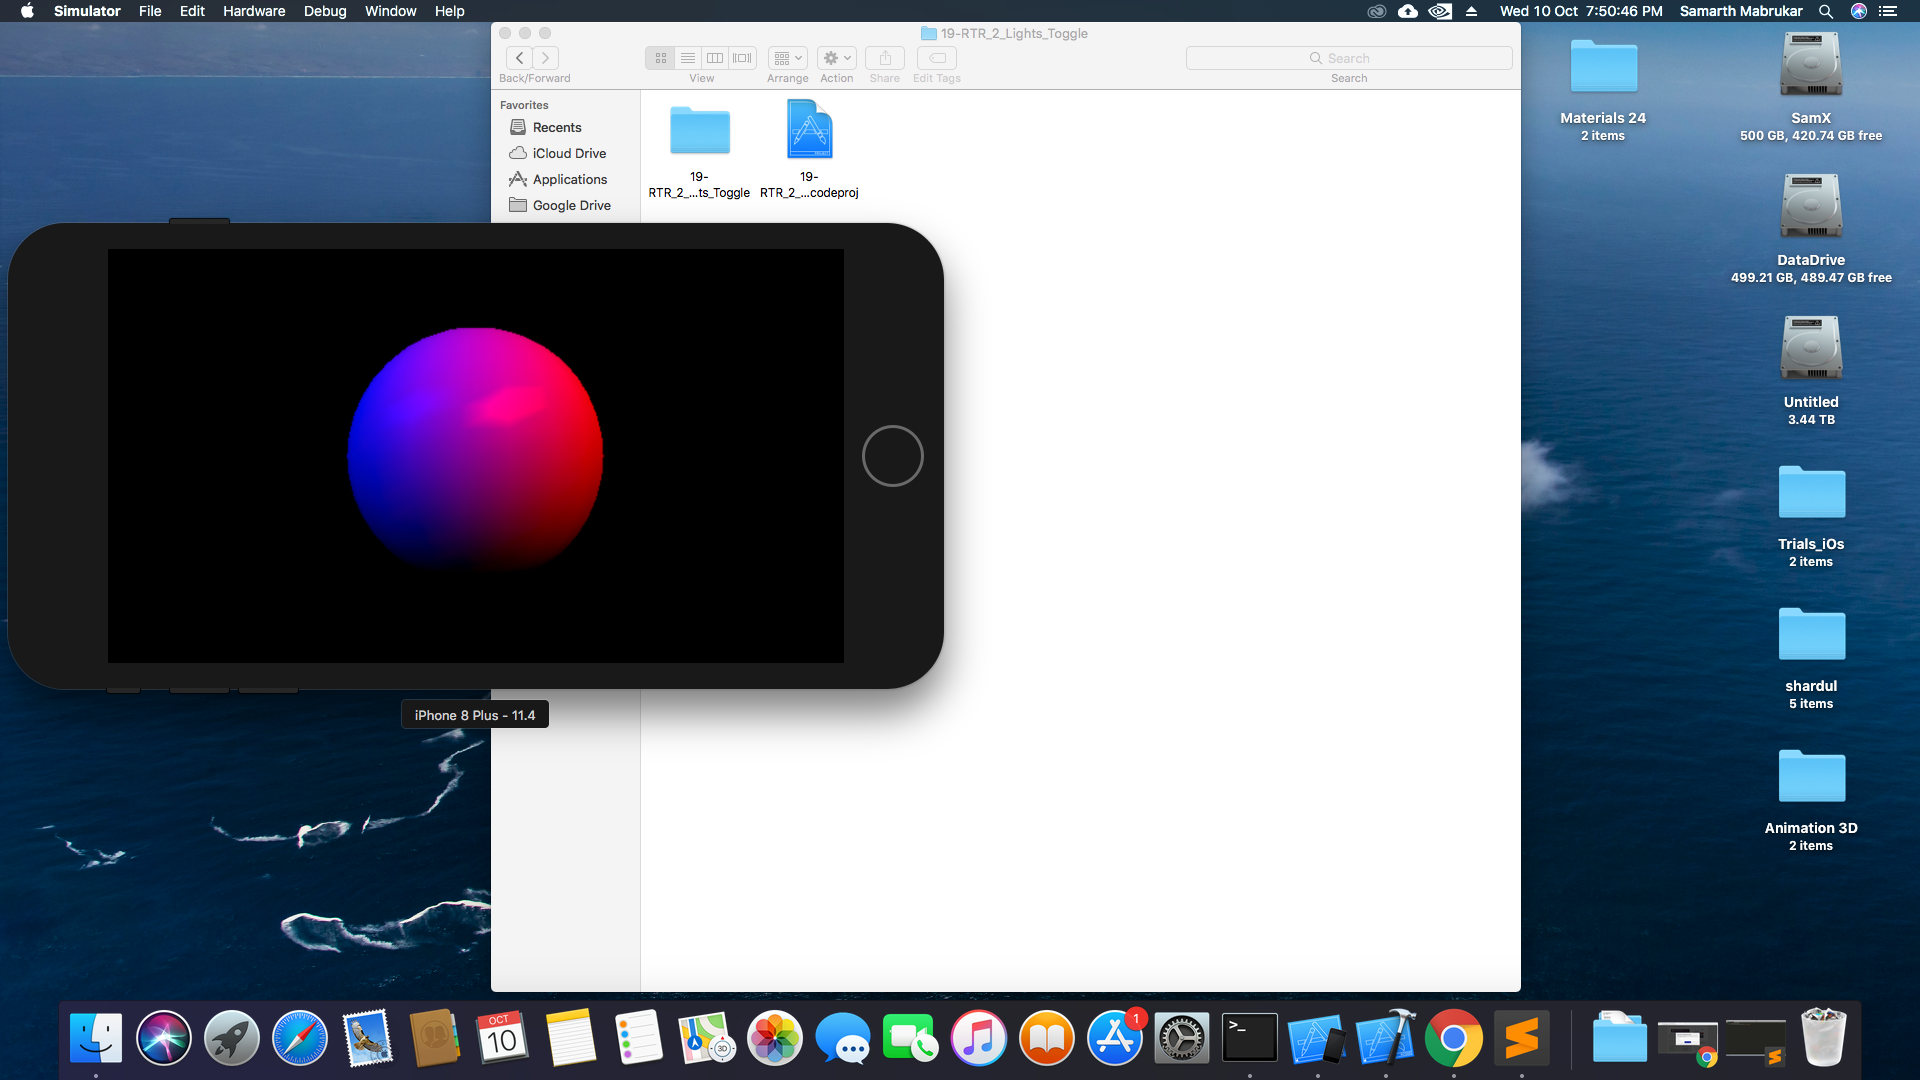 Simulator File Edit Hardware Debug Window Help
Wed 10 Oct 7:50:46 PM Samarth Mabrukar
19-RTR_2_Lights_Toggle
Search
Back/Forward View Arrange Action Share Edit Tags Search
Favorites
Recents
iCloud Drive
Applications
Google Drive
19-
RTR_2_...ts_Toggle
19-
RTR_2_...codeproj
PROJECT
iPhone 8 Plus - 11.4
Materials 24
2 items
SamX
500 GB, 420.74 GB free
DataDrive
499.21 GB, 489.47 GB free
Untitled
3.44 TB
Trials_iOs
2 items
shardul
5 items
Animation 3D
2 items
OCT
10
3D
1
>_